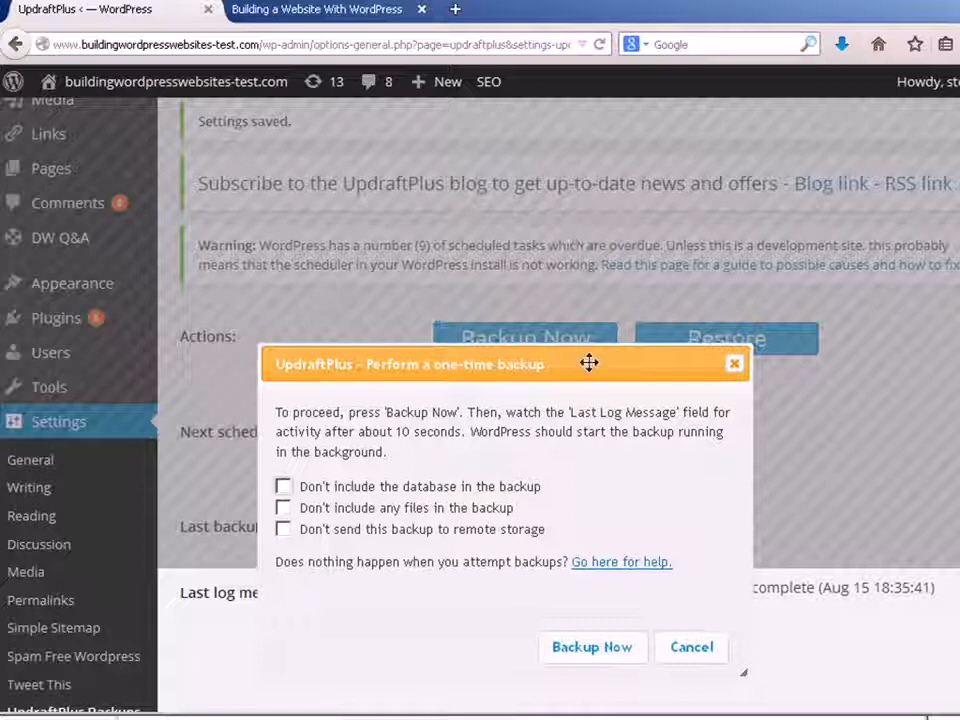 UpdraftPlus ‹ — WordPress
Building a Website With WordPress
www.buildingwordpresswebsites-test.com/wp-admin/options-general.php?page=updraftplus&settings-upc
Google
buildingwordpresswebsites-test.com
13
8
New
SEO
Howdy, ste
Media
Links
Pages
Comments
DW Q&A
Appearance
Plugins
Users
Tools
Settings
General
Writing
Reading
Discussion
Media
Permalinks
Simple Sitemap
Spam Free Wordpress
Tweet This
UpdraftPlus Backups
Settings saved.
Subscribe to the UpdraftPlus blog to get up-to-date news and offers - Blog link - RSS link
Warning: WordPress has a number (9) of scheduled tasks which are overdue. Unless this is a development site, this probably
means that the scheduler in your WordPress install is not working. Read this page for a guide to possible causes and how to fix
Actions:
Backup Now
Restore
Next sched
Last backu
Last log me
complete (Aug 15 18:35:41)
UpdraftPlus - Perform a one-time backup
To proceed, press 'Backup Now'. Then, watch the 'Last Log Message' field for
activity after about 10 seconds. WordPress should start the backup running
in the background.
Don't include the database in the backup
Don't include any files in the backup
Don't send this backup to remote storage
Does nothing happen when you attempt backups? Go here for help.
Backup Now
Cancel